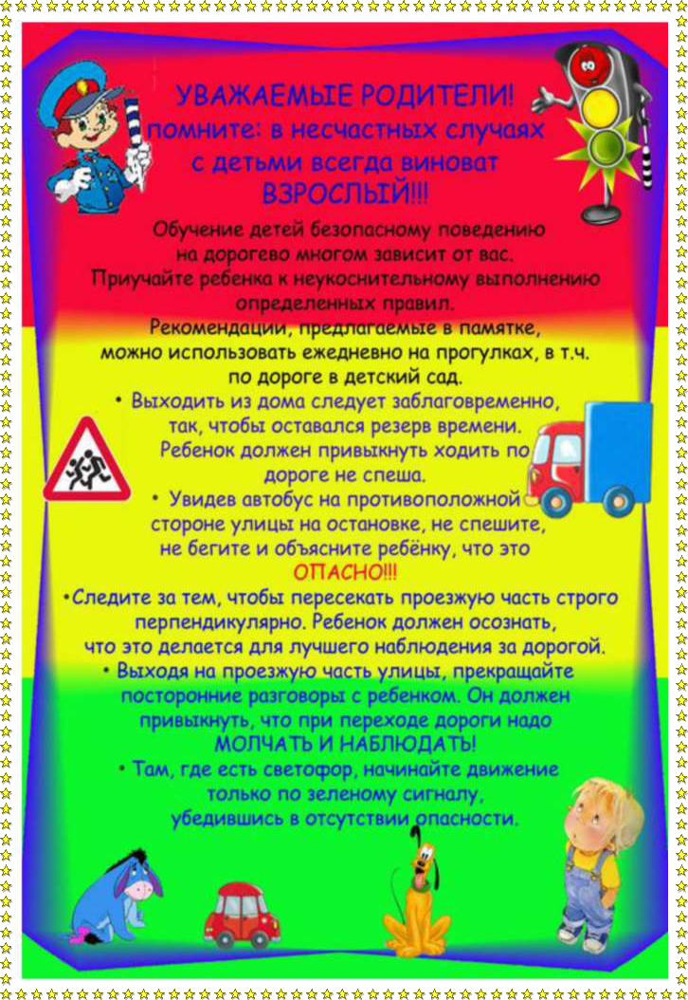 УВАЖАЕМЫЕ РОДИТЕЛИ!
помните: в несчастных случаях
с детьми всегда виноват
ВЗРОСЛЫЙ!!!
Обучение детей безопасному поведению
на дорогево многом зависит от вас.
Приучайте ребенка к неукоснительному выполнению
определенных правил.
Рекомендации, предлагаемые в памятке,
можно использовать ежедневно на прогулках, в т.ч.
по дороге в детский сад.
• Выходить из дома следует заблаговременно,
так, чтобы оставался резерв времени.
Ребенок должен привыкнуть ходить по
дороге не спеша.
• Увидев автобус на противоположной
стороне улицы на остановке, не спешите,
не бегите и объясните ребёнку, что это
ОПАСНО!!!
•Следите за тем, чтобы пересекать проезжую часть строго
перпендикулярно. Ребенок должен осознать,
что это делается для лучшего наблюдения за дорогой.
• Выходя на проезжую часть улицы, прекращайте
посторонние разговоры с ребенком. Он должен
привыкнуть, что при переходе дороги надо
МОЛЧАТЬ И НАБЛЮДАТЬ!
• Там, где есть светофор, начинайте движение
только по зеленому сигналу,
убедившись в отсутствии опасности.